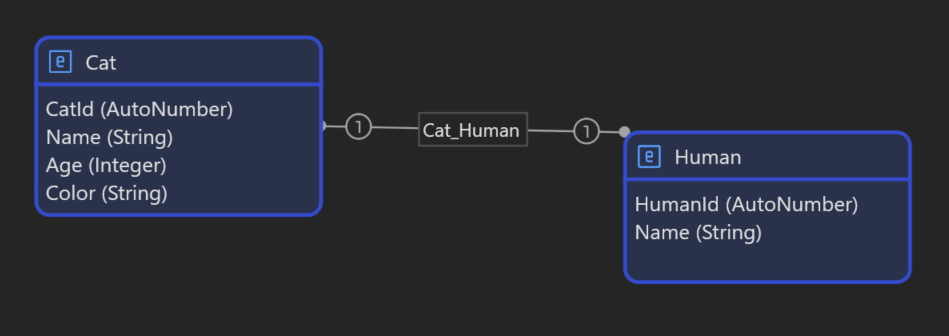 Cat
CatId (AutoNumber)
Name (String)
Age (Integer)
Color (String)
1
Cat_Human
1
Human
HumanId (AutoNumber)
Name (String)